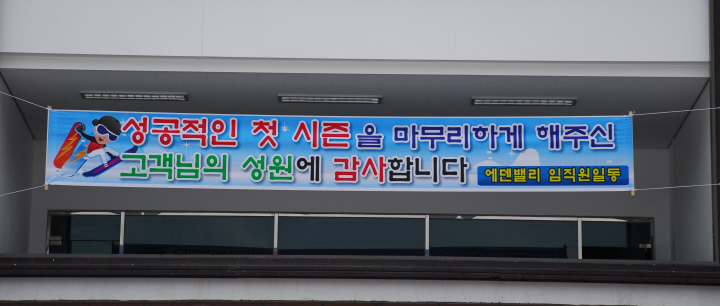 성공적인 첫 시즌을 마무리하게 해주신
고객님의 성원에 감사합니다
에덴밸리 임직원일동